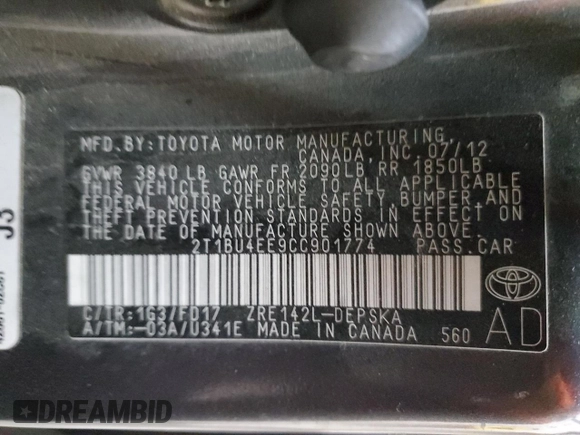 MFD. BY: TOYOTA MOTOR MANUFACTURING,
CANADA, INC. 07/12
GVWR 3840 LB GAWR FR 2090LB RR 1850LB
THIS VEHICLE CONFORMS TO ALL APPLICABLE
FEDERAL MOTOR VEHICLE SAFETY, BUMPER, AND
THEFT PREVENTION STANDARDS IN EFFECT ON
THE DATE OF MANUFACTURE SHOWN ABOVE.
2T1BU4EE9CC901774 PASS.CAR
C/TR:1G37/FD17 ZRE142L-DEPSKA
A/TM:-03A/U341E MADE IN CANADA 560
AD
J3
DREAMBID